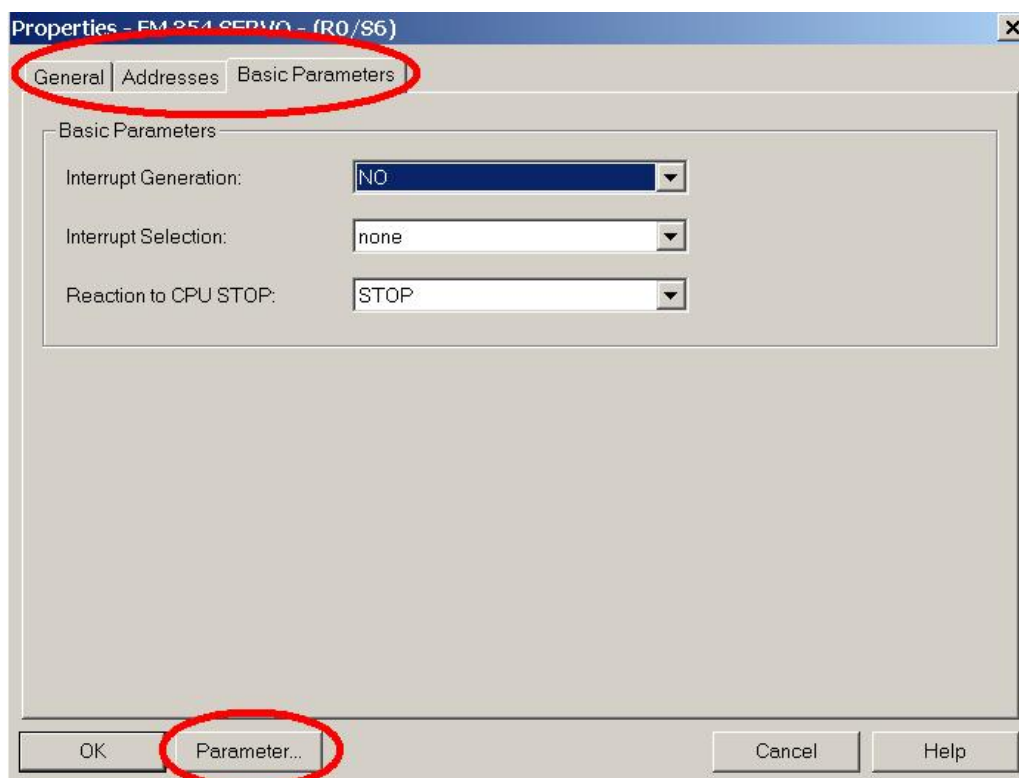 Properties - FM 354 SERVO - (R0/S6)
General Addresses Basic Parameters
Basic Parameters
Interrupt Generation: NO
Interrupt Selection: none
Reaction to CPU STOP: STOP
OK Parameter... Cancel Help